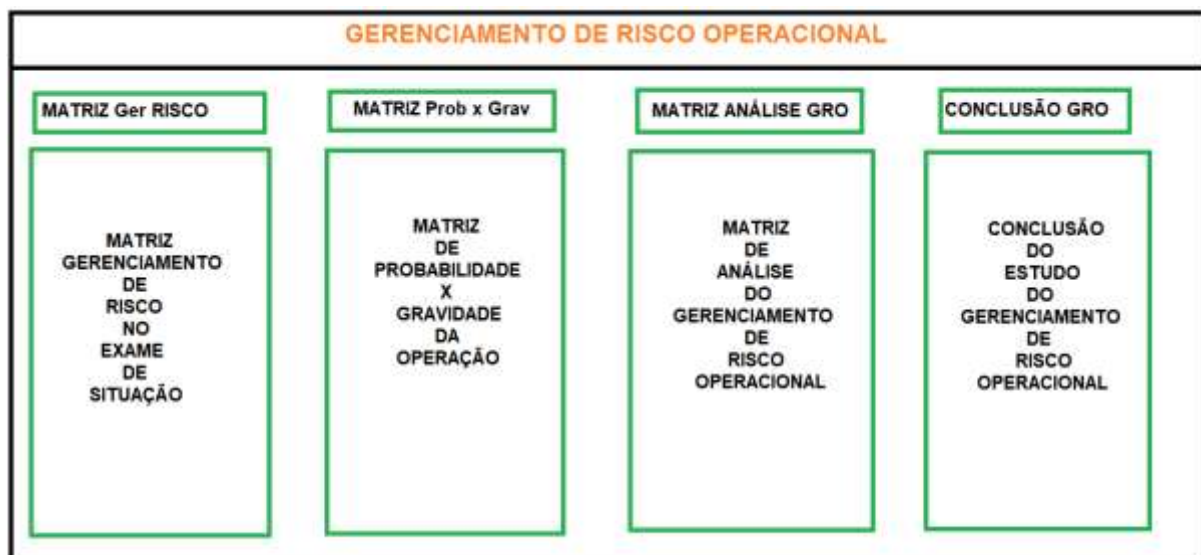 GERENCIAMENTO DE RISCO OPERACIONAL
MATRIZ Ger RISCO
MATRIZ
GERENCIAMENTO
DE
RISCO
NO
EXAME
DE
SITUAÇÃO
MATRIZ Prob x Grav
MATRIZ
DE
PROBABILIDADE
X
GRAVIDADE
DA
OPERAÇÃO
MATRIZ ANÁLISE GRO
MATRIZ
DE
ANÁLISE
DO
GERENCIAMENTO
DE
RISCO
OPERACIONAL
CONCLUSÃO GRO
CONCLUSÃO
DO
ESTUDO
DO
GERENCIAMENTO
DE
RISCO
OPERACIONAL